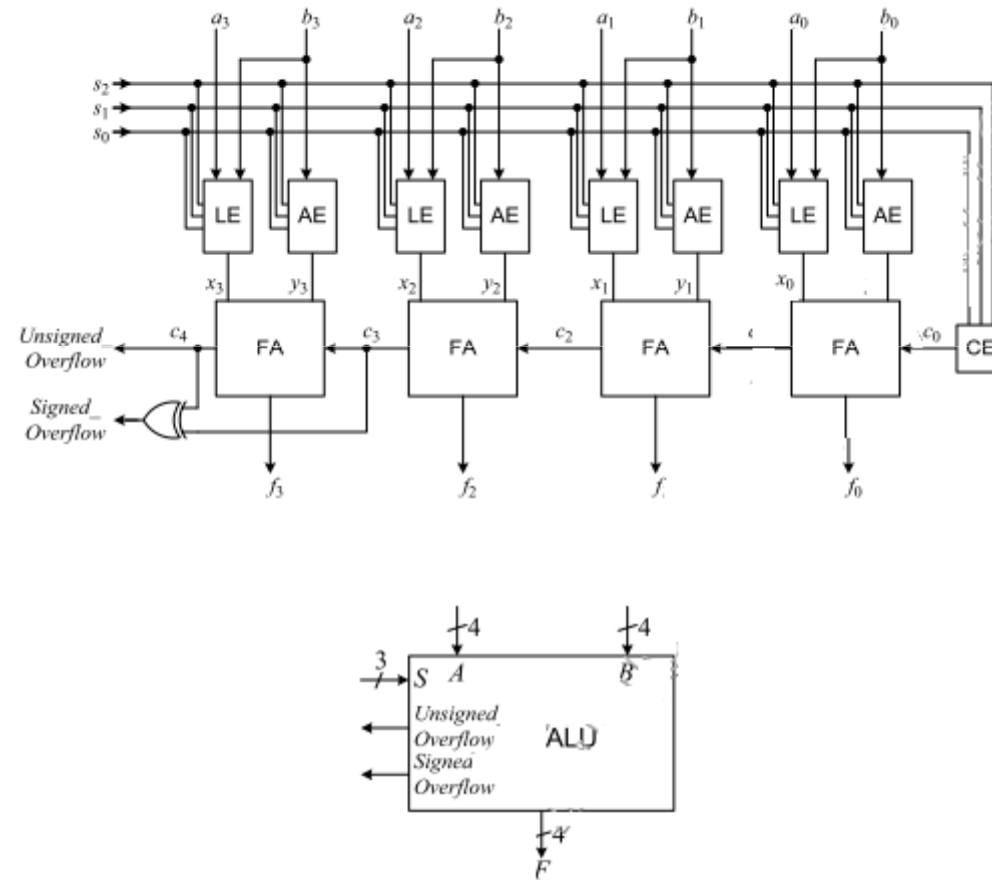 a3 b3 a2 b2 a1 b1 a0 b0
s2
s1
s0
LE AE LE AE LE AE LE AE
x3 y3 x2 y2 x1 y1 x0
Unsigned_
Overflow
c4 FA c3 FA c2 FA FA c0 CE
Signed_
Overflow
f3 f2 f f0
4 4
3
S A B
Unsigned
Overflow
ALU
Signed
Overflow
4
F